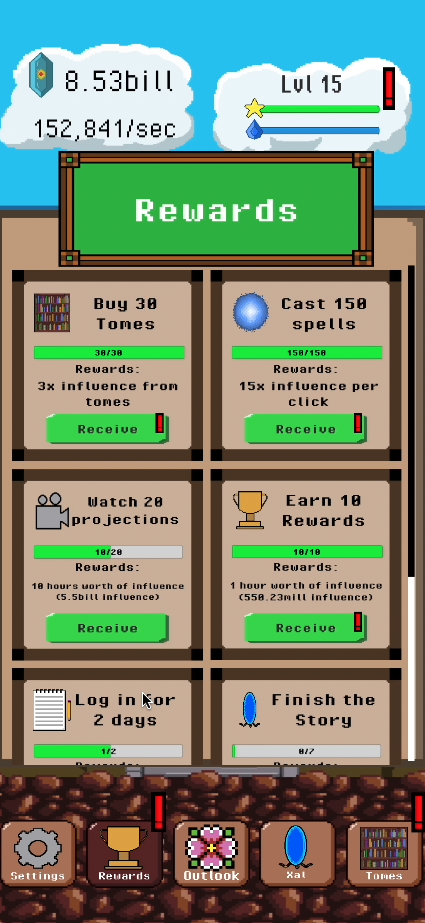 8.53bill
152,841/sec
Lvl 15
Rewards
Buy 30
Tomes
30/30
Rewards:
3x influence from
tomes
Receive
Cast 150
spells
150/150
Rewards:
15x influence per
click
Receive
Watch 20
projections
10/20
Rewards:
10 hours worth of influence
(5.5bill influence)
Receive
Earn 10
Rewards
10/10
Rewards:
1 hour worth of influence
(550.23mill influence)
Receive
Log in for
2 days
1/2
Rewards:
Finish the
Story
0/7
Rewards:
Settings
Rewards
Outlook
Xal
Tomes